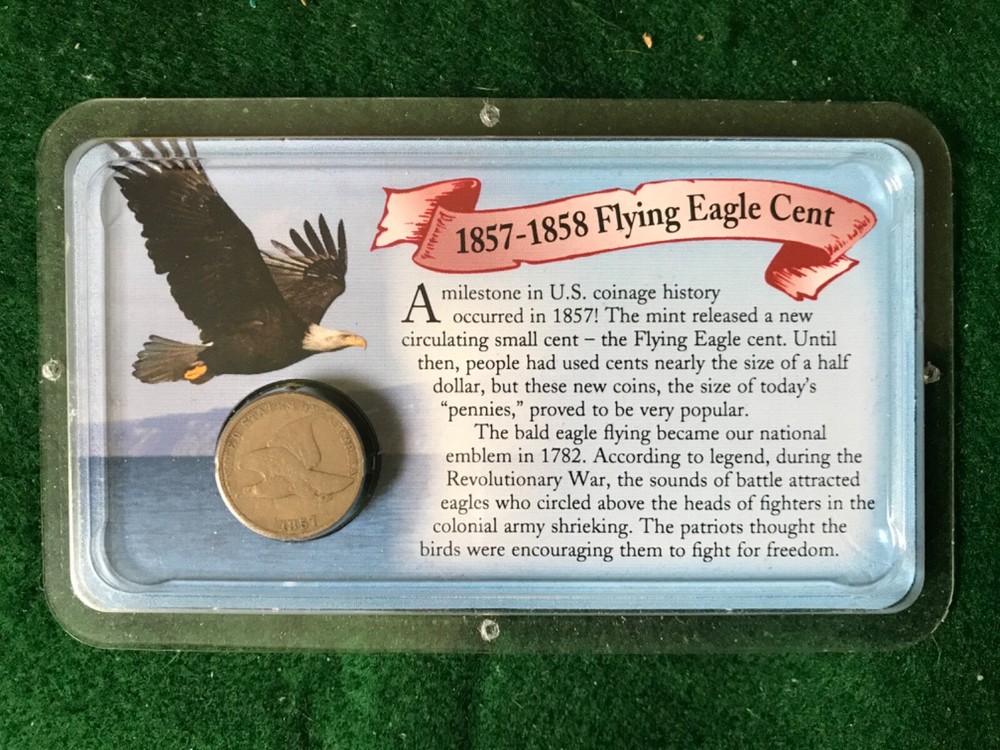 1857-1858 Flying Eagle Cent
A milestone in U.S. coinage history
occurred in 1857! The mint released a new
circulating small cent – the Flying Eagle cent. Until
then, people had used cents nearly the size of a half
dollar, but these new coins, the size of today's
"pennies," proved to be very popular.
The bald eagle flying became our national
emblem in 1782. According to legend, during the
Revolutionary War, the sounds of battle attracted
eagles who circled above the heads of fighters in the
colonial army shrieking. The patriots thought the
birds were encouraging them to fight for freedom.
UNITED STATES OF AMERICA
1857